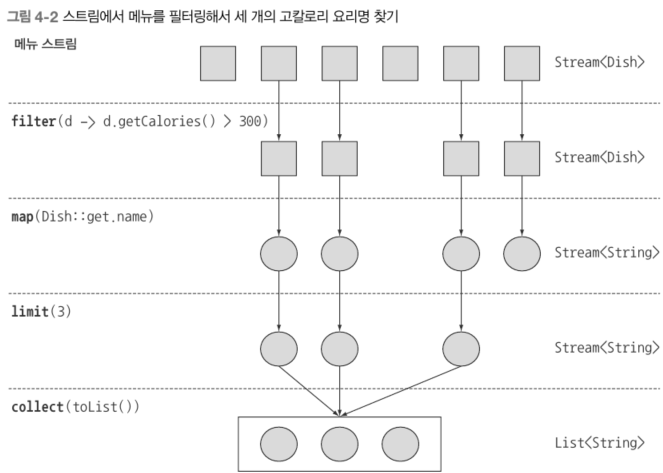 그림 4-2 스트림에서 메뉴를 필터링해서 세 개의 고칼로리 요리명 찾기
메뉴 스트림
Stream<Dish>
filter(d -> d.getCalories() > 300)
Stream<Dish>
map(Dish::get.name)
Stream<String>
limit(3)
Stream<String>
collect(toList())
List<String>